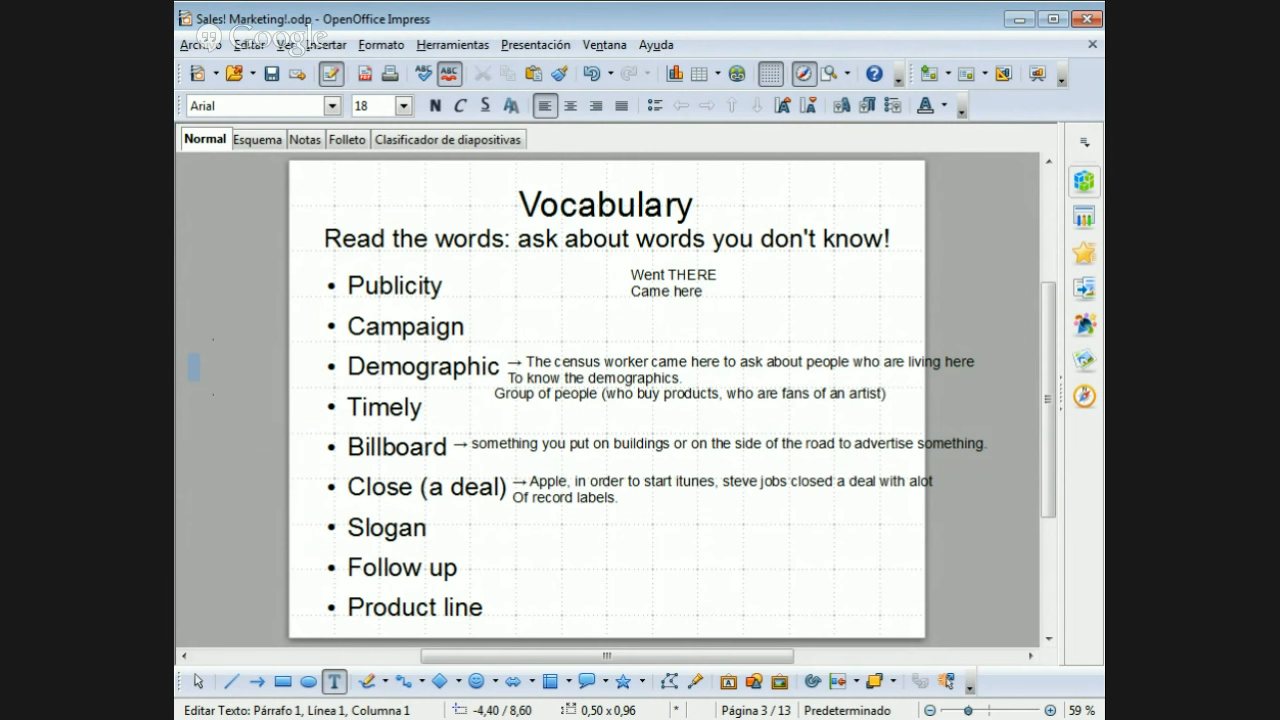 Sales! Marketing!.odp - OpenOffice Impress
Google
Archivo Editar Ver Insertar Formato Herramientas Presentación Ventana Ayuda
Arial 18 N C S
Normal Esquema Notas Folleto Clasificador de diapositivas
Vocabulary
Read the words: ask about words you don't know!
Went THERE
Came here
• Publicity
• Campaign
• Demographic → The census worker came here to ask about people who are living here
To know the demographics.
Group of people (who buy products, who are fans of an artist)
• Timely
• Billboard → something you put on buildings or on the side of the road to advertise something.
• Close (a deal) → Apple, in order to start itunes, steve jobs closed a deal with alot
Of record labels.
• Slogan
• Follow up
• Product line
Editar Texto: Párrafo 1, Línea 1, Columna 1 -4,40 / 8,60 0,50 x 0,96 * Página 3 / 13 Predeterminado 59 %